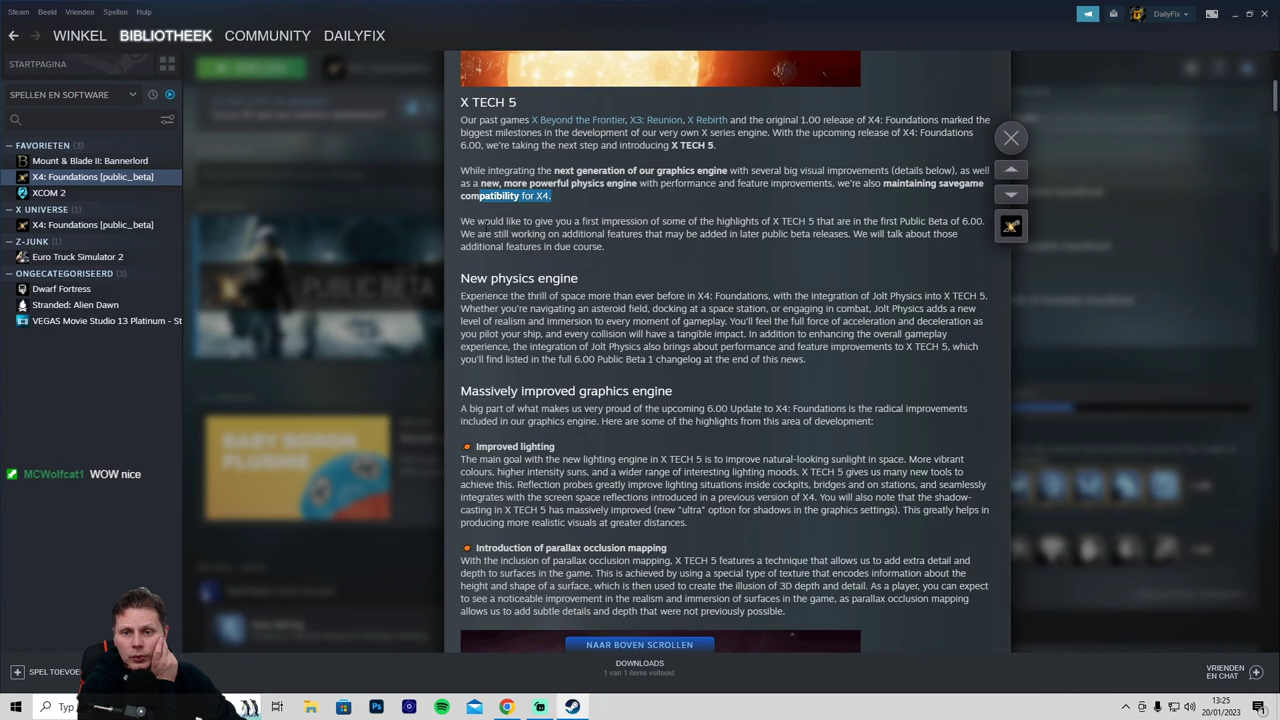 Steam Beeld Vrienden Spellen Hulp
DailyFix
WINKEL BIBLIOTHEEK COMMUNITY DAILYFIX
STARTPAGINA
SPELLEN EN SOFTWARE
FAVORIETEN (3)
Mount & Blade II: Bannerlord
X4: Foundations [public_beta]
XCOM 2
X UNIVERSE (1)
X4: Foundations [public_beta]
Z-JUNK (1)
Euro Truck Simulator 2
ONGECATEGORISEERD (3)
Dwarf Fortress
Stranded: Alien Dawn
VEGAS Movie Studio 13 Platinum - St
MCWolfcat1 WOW nice
SPEL TOEVOE
X TECH 5
Our past games X Beyond the Frontier, X3: Reunion, X Rebirth and the original 1.00 release of X4: Foundations marked the
biggest milestones in the development of our very own X series engine. With the upcoming release of X4: Foundations
6.00, we're taking the next step and introducing X TECH 5.
While integrating the next generation of our graphics engine with several big visual improvements (details below), as well
as a new, more powerful physics engine with performance and feature improvements, we're also maintaining savegame
compatibility for X4.
We would like to give you a first impression of some of the highlights of X TECH 5 that are in the first Public Beta of 6.00.
We are still working on additional features that may be added in later public beta releases. We will talk about those
additional features in due course.
New physics engine
Experience the thrill of space more than ever before in X4: Foundations, with the integration of Jolt Physics into X TECH 5.
Whether you're navigating an asteroid field, docking at a space station, or engaging in combat, Jolt Physics adds a new
level of realism and immersion to every moment of gameplay. You'll feel the full force of acceleration and deceleration as
you pilot your ship, and every collision will have a tangible impact. In addition to enhancing the overall gameplay
experience, the integration of Jolt Physics also brings about performance and feature improvements to X TECH 5, which
you'll find listed in the full 6.00 Public Beta 1 changelog at the end of this news.
Massively improved graphics engine
A big part of what makes us very proud of the upcoming 6.00 Update to X4: Foundations is the radical improvements
included in our graphics engine. Here are some of the highlights from this area of development:
Improved lighting
The main goal with the new lighting engine in X TECH 5 is to improve natural-looking sunlight in space. More vibrant
colours, higher intensity suns, and a wider range of interesting lighting moods. X TECH 5 gives us many new tools to
achieve this. Reflection probes greatly improve lighting situations inside cockpits, bridges and on stations, and seamlessly
integrates with the screen space reflections introduced in a previous version of X4. You will also note that the shadow-
casting in X TECH 5 has massively improved (new "ultra" option for shadows in the graphics settings). This greatly helps in
producing more realistic visuals at greater distances.
Introduction of parallax occlusion mapping
With the inclusion of parallax occlusion mapping, X TECH 5 features a technique that allows us to add extra detail and
depth to surfaces in the game. This is achieved by using a special type of texture that encodes information about the
height and shape of a surface, which is then used to create the illusion of 3D depth and detail. As a player, you can expect
to see a noticeable improvement in the realism and immersion of surfaces in the game, as parallax occlusion mapping
allows us to add subtle details and depth that were not previously possible.
NAAR BOVEN SCROLLEN
DOWNLOADS
1 van 1 items voltooid
VRIENDEN
EN CHAT
Typ
13:25
20/01/2023